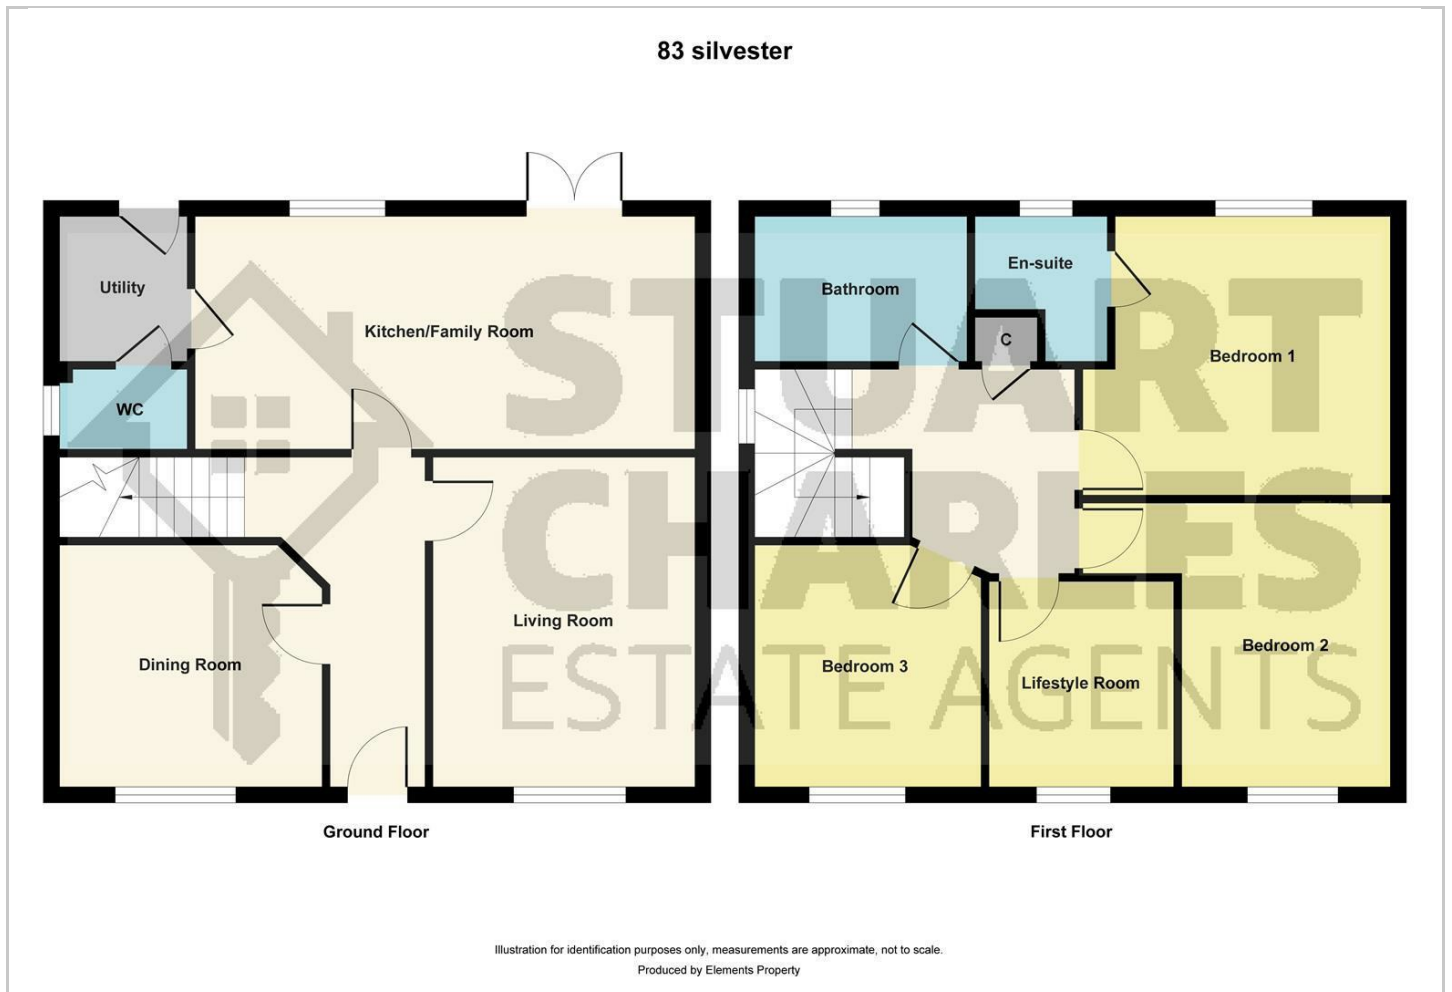 83 silvester
Utility
Kitchen/Family Room
WC
Dining Room
Living Room
Ground Floor
Bathroom
En-suite
C
Bedroom 1
Bedroom 2
Bedroom 3
Lifestyle Room
First Floor
STUART
CHARLES
ESTATE AGENTS
Illustration for identification purposes only, measurements are approximate, not to scale.
Produced by Elements Property